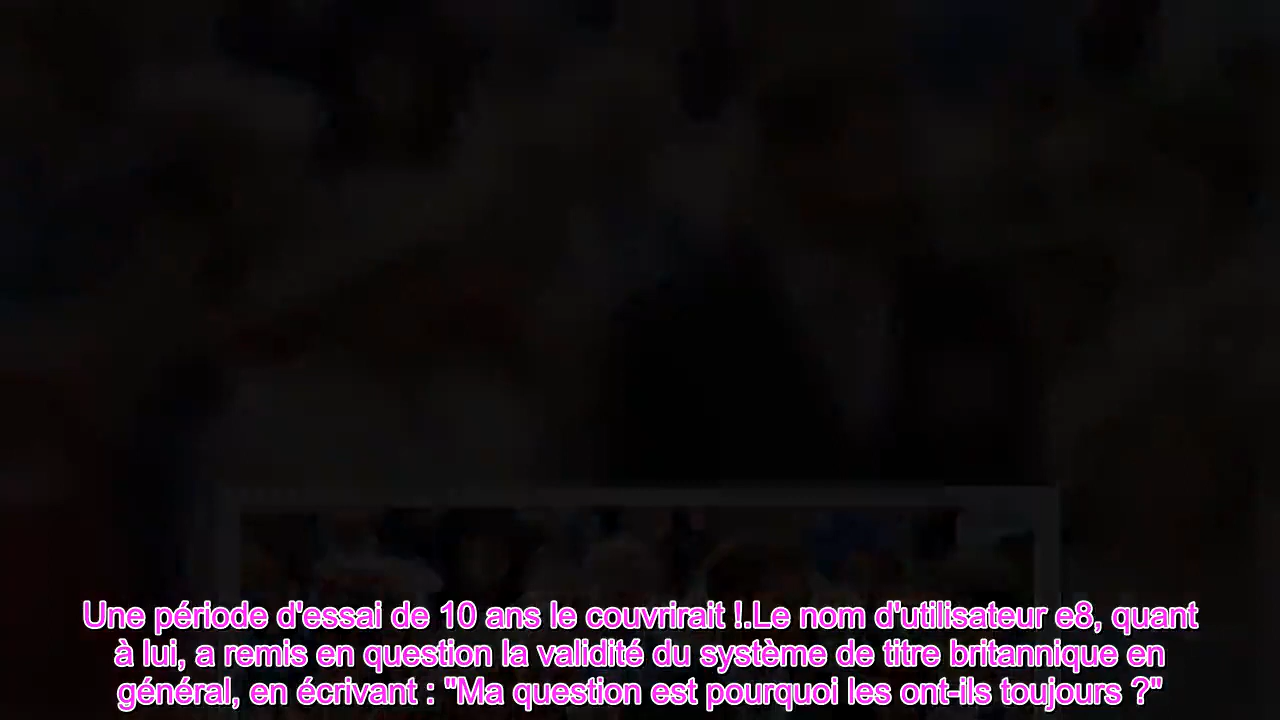 Une période d'essai de 10 ans le couvrirait !.Le nom d'utilisateur e8, quant
à lui, a remis en question la validité du système de titre britannique en
général, en écrivant : "Ma question est pourquoi les ont-ils toujours ?"